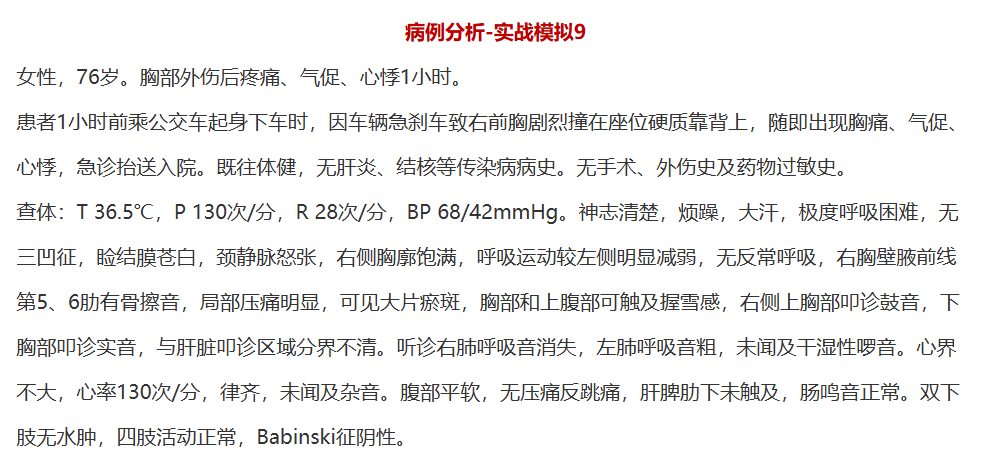 病例分析-实战模拟9
女性，76岁。胸部外伤后疼痛、气促、心悸1小时。
患者1小时前乘公交车起身下车时，因车辆急刹车致右前胸剧烈撞在座位硬质靠背上，随即出现胸痛、气促、
心悸，急诊抬送入院。既往体健，无肝炎、结核等传染病病史。无手术、外伤史及药物过敏史。
查体：T 36.5℃，P 130次/分，R 28次/分，BP 68/42mmHg。神志清楚，烦躁，大汗，极度呼吸困难，无
三凹征，睑结膜苍白，颈静脉怒张，右侧胸廓饱满，呼吸运动较左侧明显减弱，无反常呼吸，右胸壁腋前线
第5、6肋有骨擦音，局部压痛明显，可见大片瘀斑，胸部和上腹部可触及握雪感，右侧上胸部叩诊鼓音，下
胸部叩诊实音，与肝脏叩诊区域分界不清。听诊右肺呼吸音消失，左肺呼吸音粗，未闻及干湿性啰音。心界
不大，心率130次/分，律齐，未闻及杂音。腹部平软，无压痛反跳痛，肝脾肋下未触及，肠鸣音正常。双下
肢无水肿，四肢活动正常，Babinski征阴性。